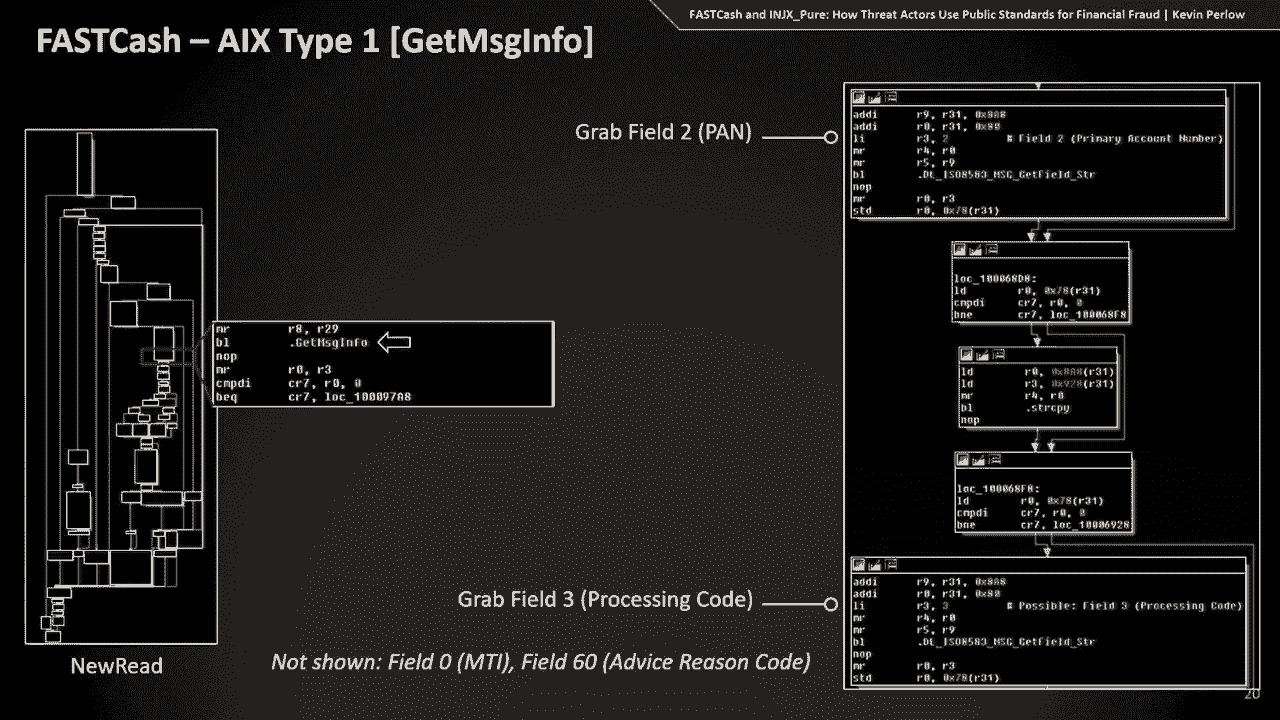 FASTCash and INJX_Pure: How Threat Actors Use Public Standards for Financial Fraud | Kevin Perlow
FASTCash – AIX Type 1 [GetMsgInfo]
NewRead
mr r8, r29
bl .GetMsgInfo
nop
mr r0, r3
cmpdi cr7, r0, 0
beq cr7, loc_100097A8
Grab Field 2 (PAN)
addi r9, r31, 0x8A8
addi r0, r31, 0x80
li r3, 2 # Field 2 (Primary Account Number)
mr r4, r0
mr r5, r9
bl .DL_ISO8583_MSG_GetField_Str
nop
mr r0, r3
std r0, 0x78(r31)
loc_100068D8:
ld r0, 0x78(r31)
cmpdi cr7, r0, 0
bne cr7, loc_100068F8
ld r0, 0x8A8(r31)
ld r3, 0x928(r31)
mr r4, r0
bl .strcpy
nop
loc_100068F8:
ld r0, 0x78(r31)
cmpdi cr7, r0, 0
bne cr7, loc_10006928
Grab Field 3 (Processing Code)
addi r9, r31, 0x8A8
addi r0, r31, 0x80
li r3, 3 # Possible: Field 3 (Processing Code)
mr r4, r0
mr r5, r9
bl .DL_ISO8583_MSG_GetField_Str
nop
mr r0, r3
std r0, 0x78(r31)
Not shown: Field 0 (MTI), Field 60 (Advice Reason Code)
20